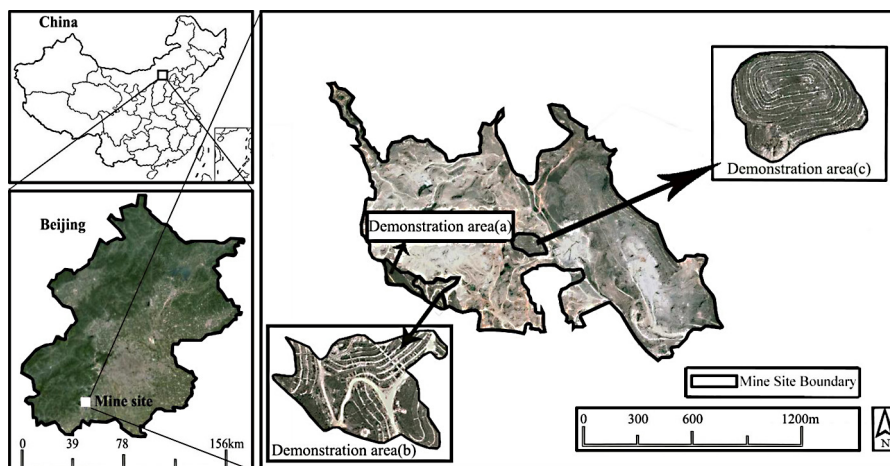 China
Beijing
Mine site
0 39 78 156km
Demonstration area(a)
Demonstration area(b)
Demonstration area(c)
Mine Site Boundary
0 300 600 1200m
N